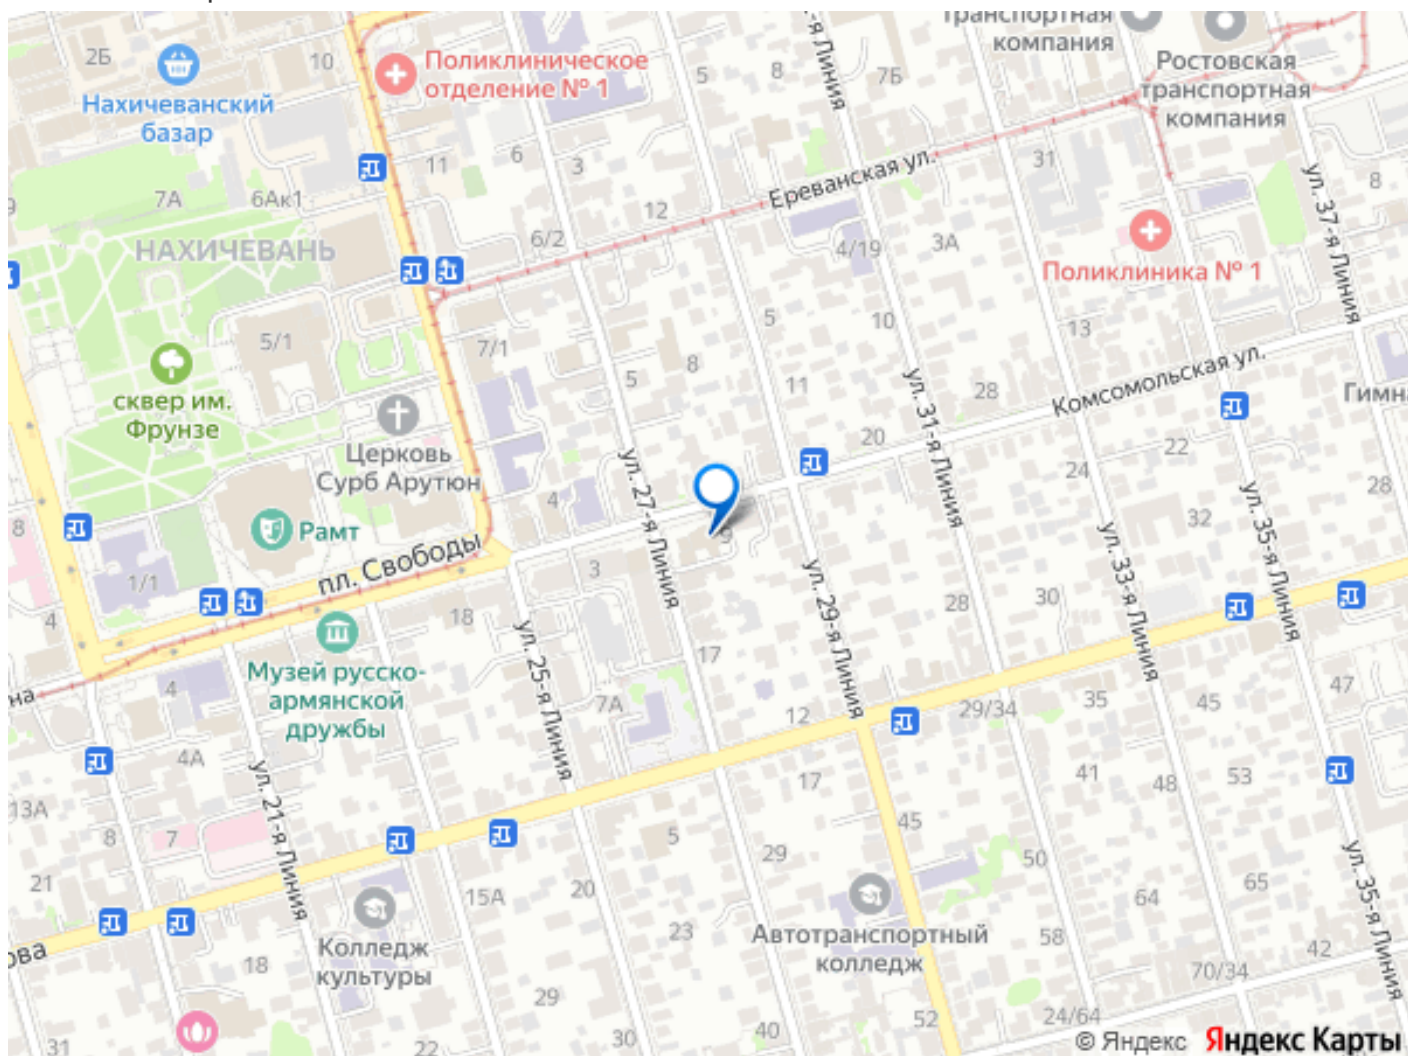 Транспортная
компания
Ростовская
транспортная
компания
2Б
10
Поликлиническое
отделение № 1
5
8
7Б
-я Линия
Нахичеванский
базар
11
6
3
31
Ереванская ул.
8
ул. 37-я Линия
7А
6Ак1
12
9
НАХИЧЕВАНЬ
6/2
4/19
3А
Поликлиника № 1
5/1
7/1
5
10
13
сквер им.
Фрунзе
5
8
11
28
Комсомольская ул.
Гимна
Церковь
Сурб Арутюн
20
22
24
28
ул. 31-я Линия
ул. 27-я Линия
4
9
32
8
Рамт
пл. Свободы
1/1
3
ул. 29-я Линия
28
30
ул. 33-я Линия
ул. 35-я Линия
4
18
Музей русско-
армянской
дружбы
17
ул. 25-я Линия
7А
на
4
12
29/34
35
45
47
4А
17
41
48
53
13А
8
7
ул. 21-я Линия
5
45
29
50
21
15А
20
64
65
ул. 35-я Линия
23
Автотранспортный
колледж
58
42
ова
18
Колледж
культуры
70/34
29
52
24/64
31
22
30
40
© Яндекс Яндекс Карты